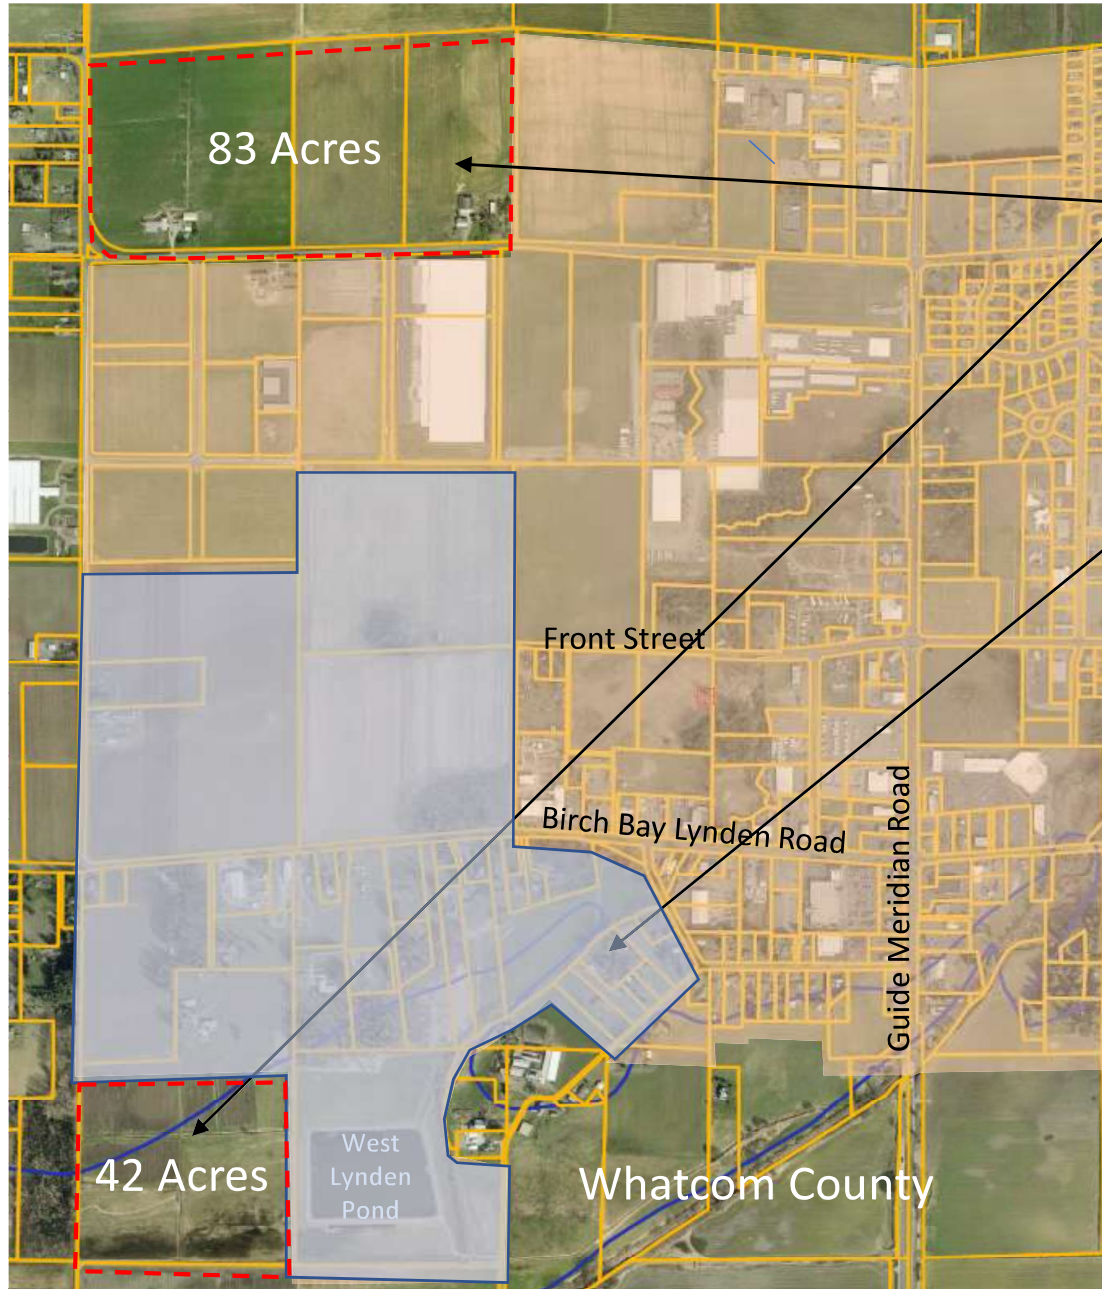 83 Acres
Front Street
Birch Bay Lynden Road
Guide Meridian Road
West
Lynden
Pond
42 Acres
Whatcom County